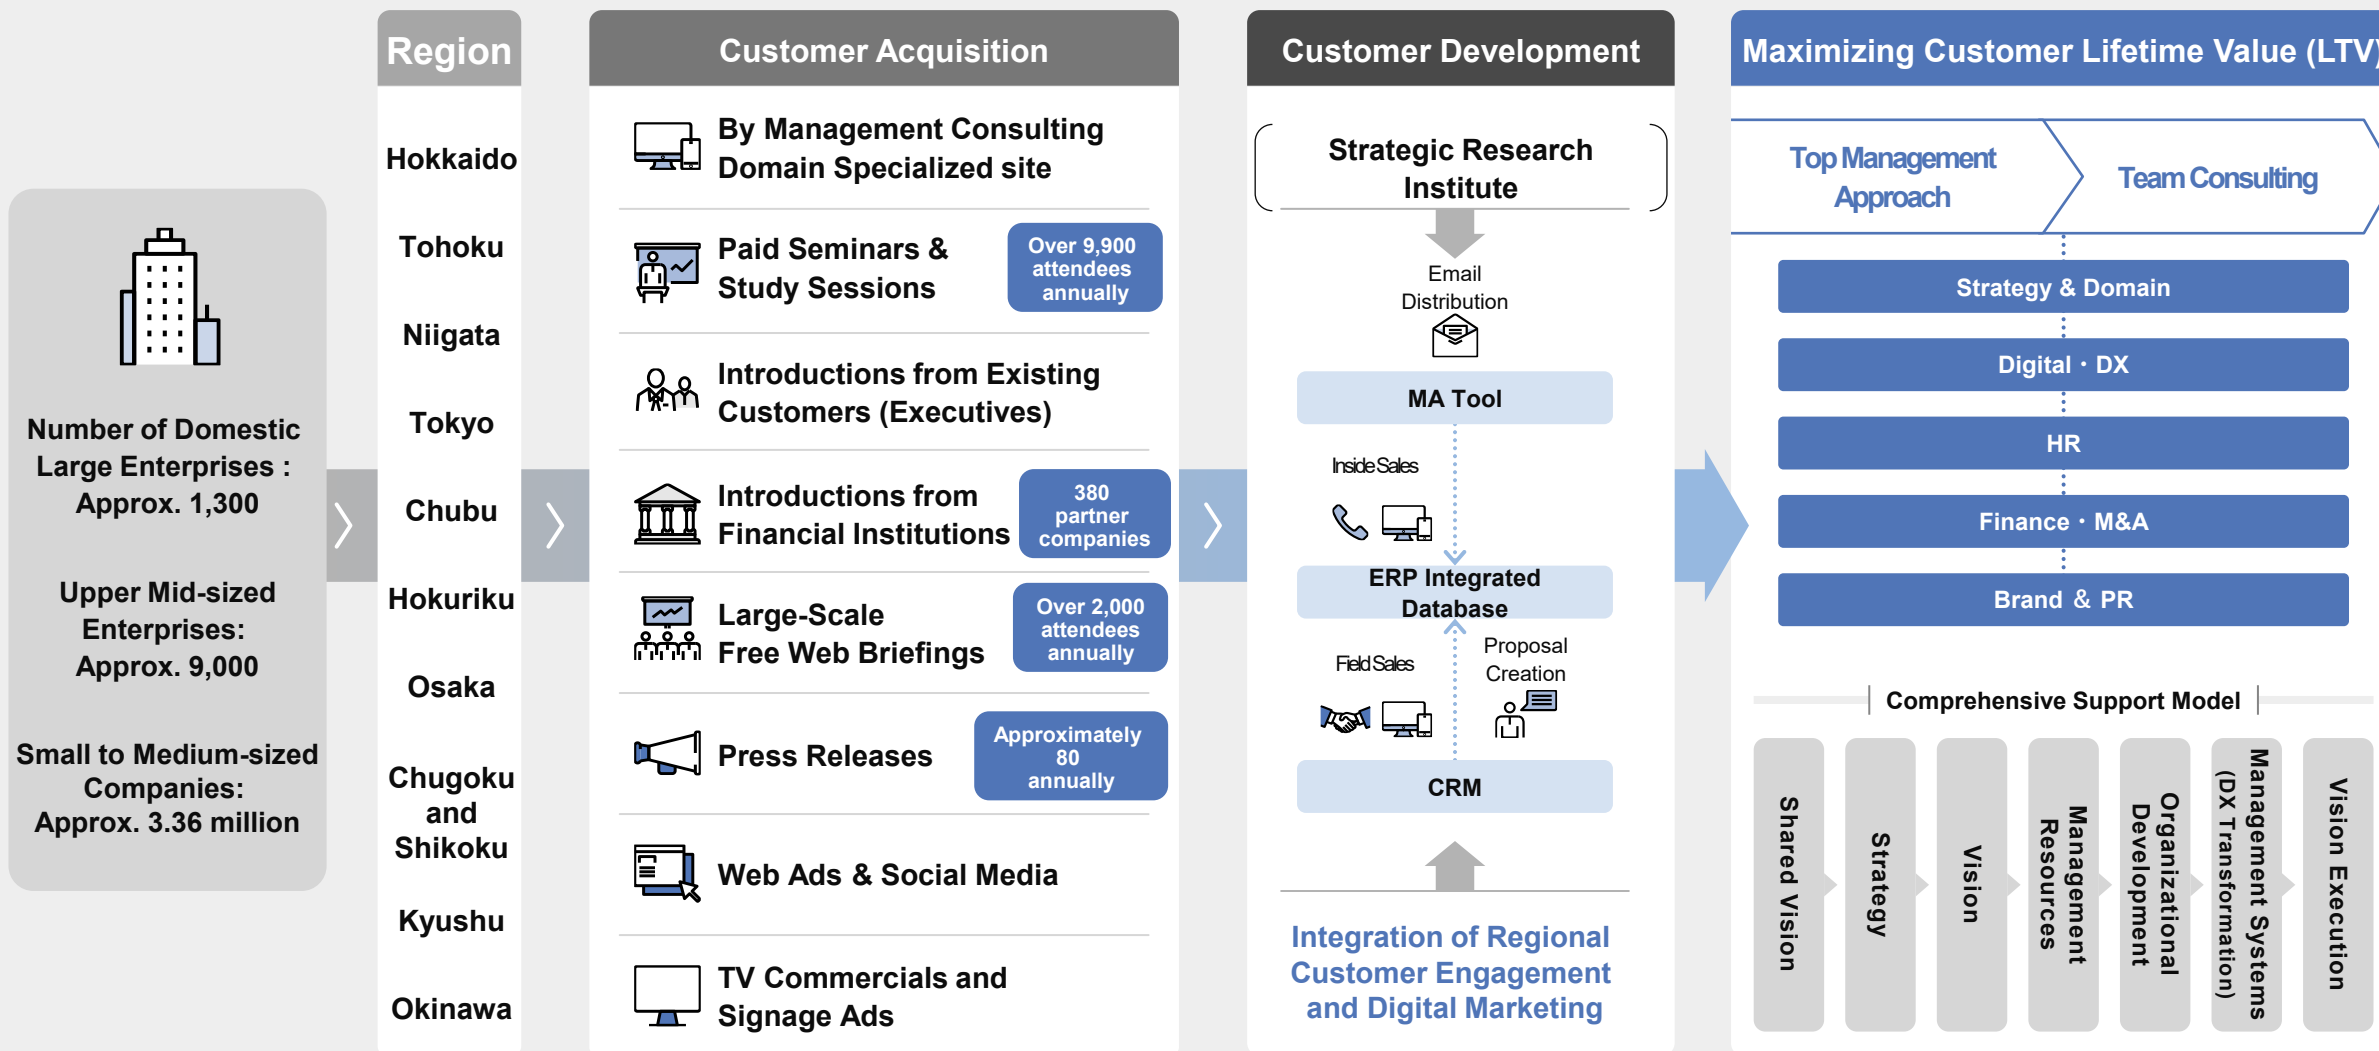 Number of Domestic
Large Enterprises :
Approx. 1,300
Upper Mid-sized
Enterprises:
Approx. 9,000
Small to Medium-sized
Companies:
Approx. 3.36 million
Region
Hokkaido
Tohoku
Niigata
Tokyo
Chubu
Hokuriku
Osaka
Chugoku
and
Shikoku
Kyushu
Okinawa
Customer Acquisition
By Management Consulting
Domain Specialized site
Paid Seminars &
Study Sessions
Over 9,900
attendees
annually
Introductions from Existing
Customers (Executives)
Introductions from
Financial Institutions
380
partner
companies
Large-Scale
Free Web Briefings
Over 2,000
attendees
annually
Press Releases
Approximately
80
annually
Web Ads & Social Media
TV Commercials and
Signage Ads
Customer Development
Strategic Research
Institute
Email
Distribution
MA Tool
Inside Sales
ERP Integrated
Database
Field Sales
Proposal
Creation
CRM
Integration of Regional
Customer Engagement
and Digital Marketing
Maximizing Customer Lifetime Value (LTV)
Top Management
Approach
Team Consulting
Strategy & Domain
Digital・DX
HR
Finance・M&A
Brand ＆ PR
Comprehensive Support Model
Shared Vision
Strategy
Vision
Management
Resources
Organizational
Development
Management Systems
(DX Transformation)
Vision Execution